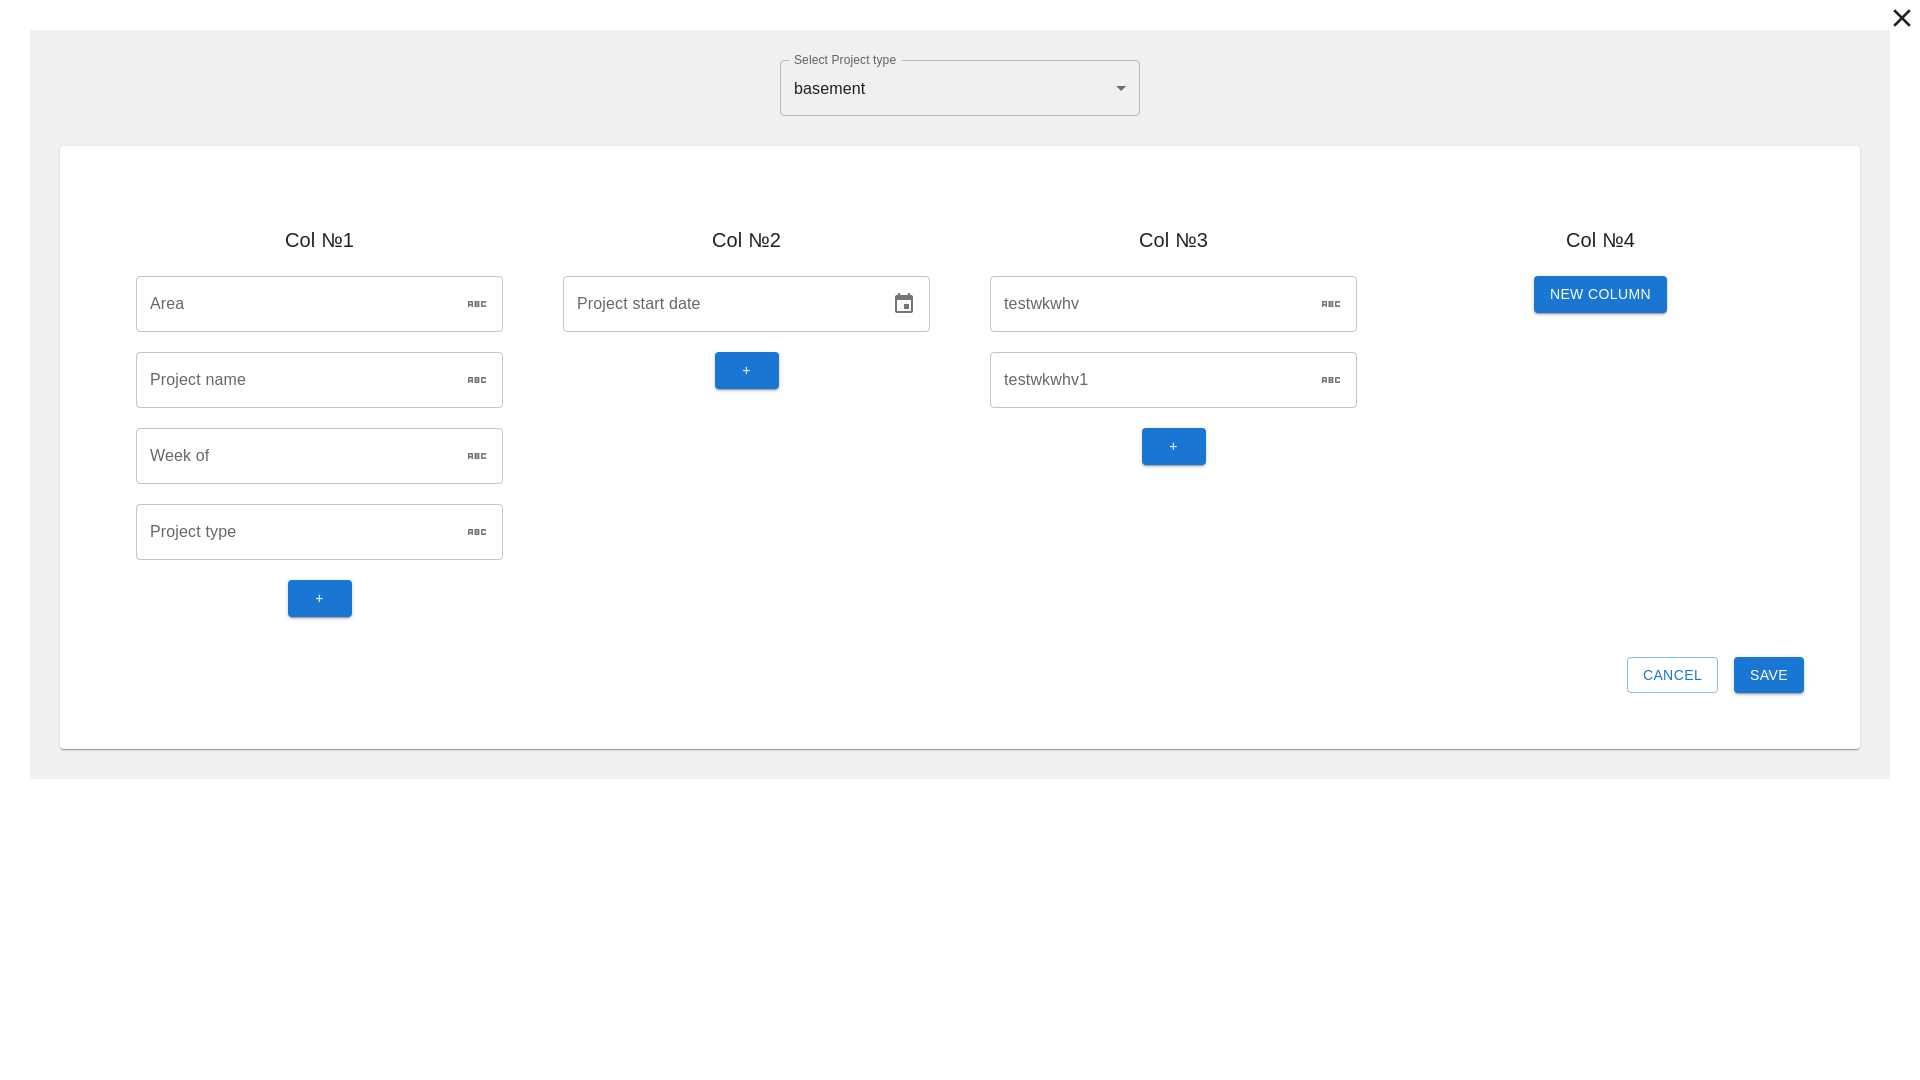 Select Project type
basement
Col №1
Col №2
Col №3
Col №4
Area
ABC
Project start date
testwkwhv
ABC
NEW COLUMN
Project name
ABC
+
testwkwhv1
ABC
Week of
ABC
+
Project type
ABC
+
CANCEL
SAVE